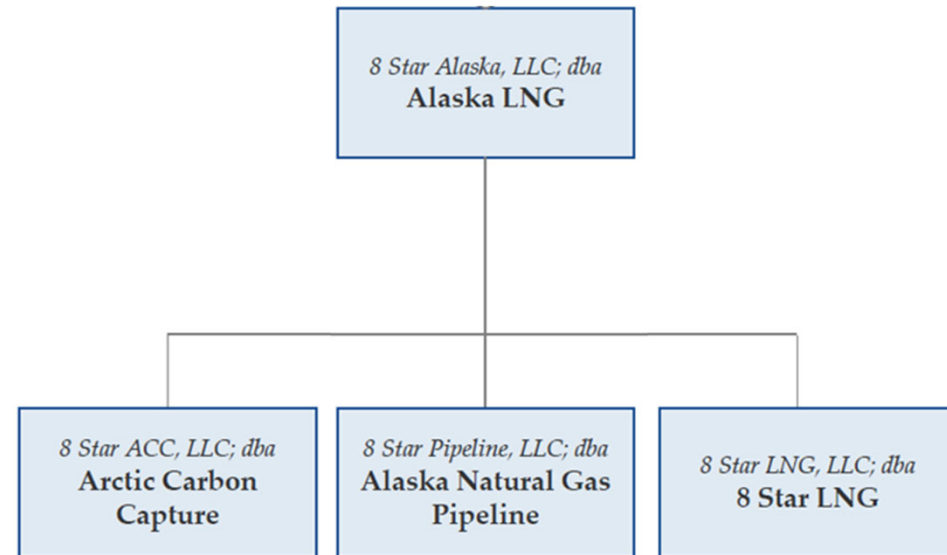 8 Star Alaska, LLC; dba
Alaska LNG
8 Star ACC, LLC; dba
Arctic Carbon
Capture
8 Star Pipeline, LLC; dba
Alaska Natural Gas
Pipeline
8 Star LNG, LLC; dba
8 Star LNG